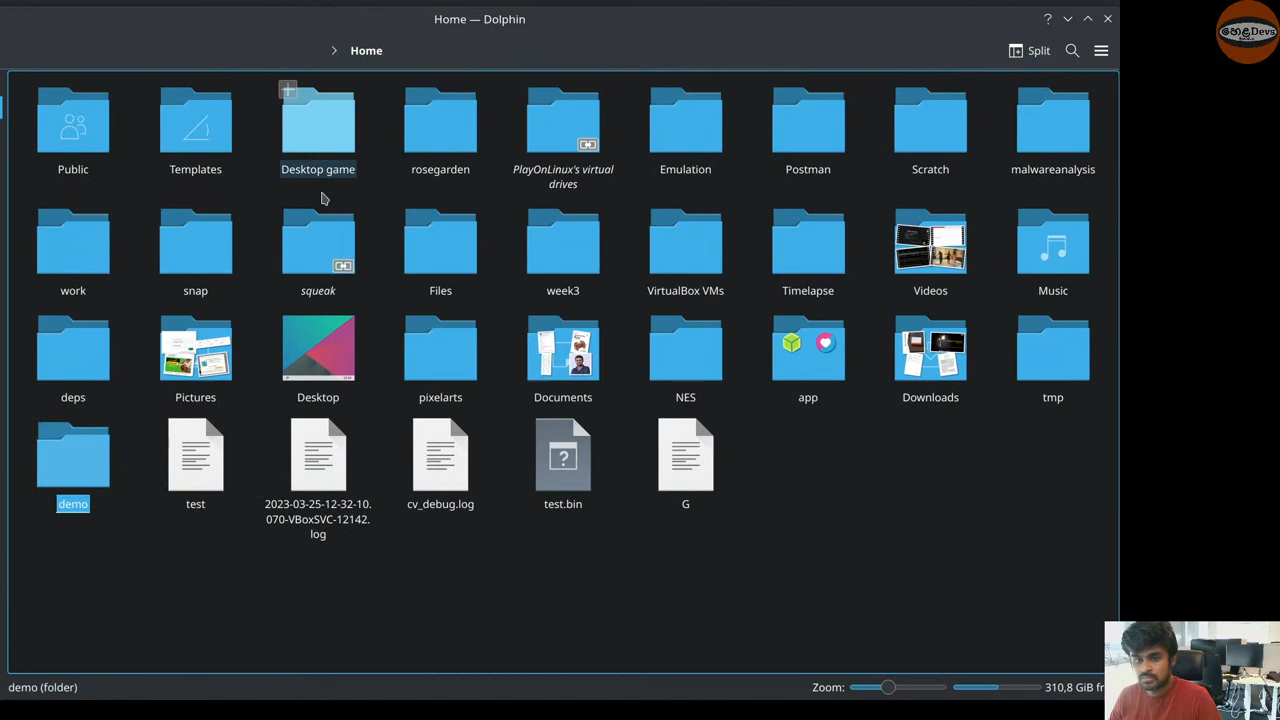 Home — Dolphin
Home
Split
Public
Templates
Desktop game
rosegarden
PlayOnLinux's virtual
drives
Emulation
Postman
Scratch
malwareanalysis
work
snap
squeak
Files
week3
VirtualBox VMs
Timelapse
Videos
Music
deps
Pictures
Desktop
pixelarts
Documents
NES
app
Downloads
tmp
demo
test
2023-03-25-12-32-10.
070-VBoxSVC-12142.
log
cv_debug.log
test.bin
G
demo (folder)
Zoom:
310,8 GiB fr
හෙළDevs